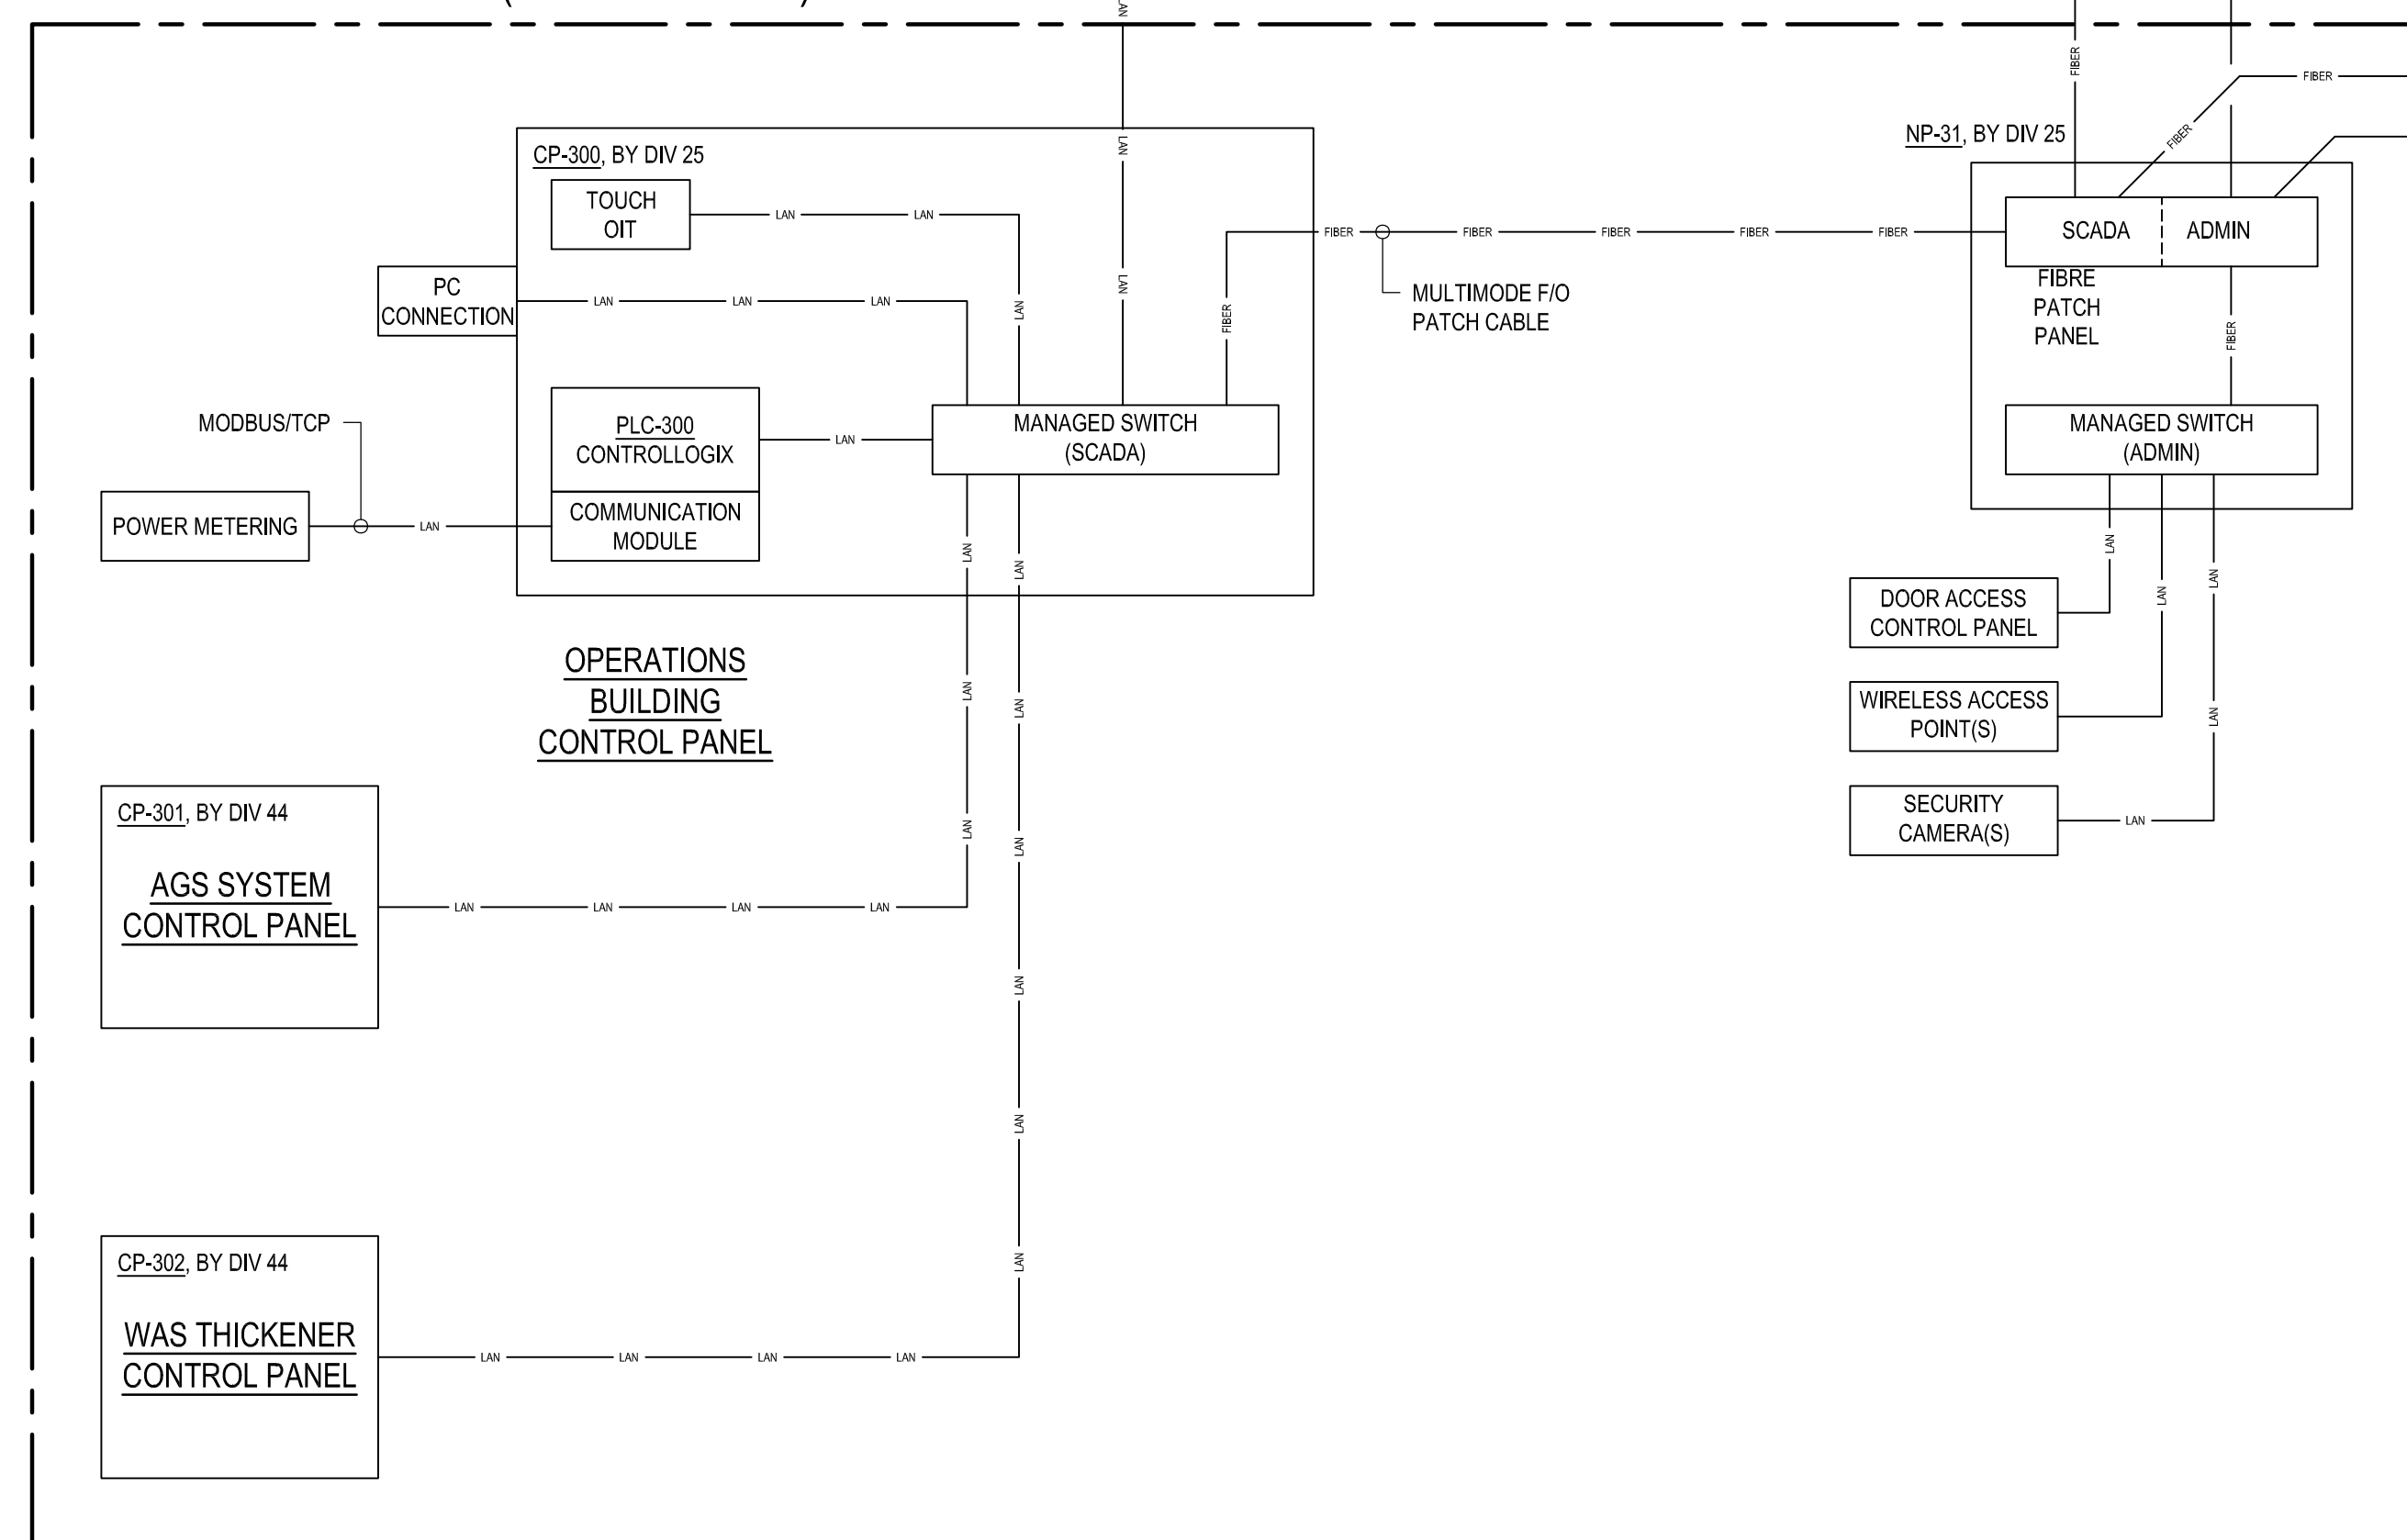 LAN
FIBER
FIBER
FIBER
CP-300, BY DIV 25
TOUCH
OIT
LAN
LAN
LAN
LAN
LAN
PC
CONNECTION
LAN
LAN
LAN
FIBER
FIBER
FIBER
FIBER
FIBER
FIBER
MULTIMODE F/O
PATCH CABLE
NP-31, BY DIV 25
SCADA
ADMIN
FIBRE
PATCH
PANEL
FIBER
MODBUS/TCP
PLC-300
CONTROLLOGIX
LAN
MANAGED SWITCH
(SCADA)
MANAGED SWITCH
(ADMIN)
POWER METERING
LAN
COMMUNICATION
MODULE
LAN
LAN
LAN
LAN
LAN
DOOR ACCESS
CONTROL PANEL
OPERATIONS
BUILDING
CONTROL PANEL
LAN
LAN
WIRELESS ACCESS
POINT(S)
LAN
SECURITY
CAMERA(S)
LAN
CP-301, BY DIV 44
AGS SYSTEM
CONTROL PANEL
LAN
LAN
LAN
LAN
LAN
LAN
LAN
LAN
LAN
CP-302, BY DIV 44
WAS THICKENER
CONTROL PANEL
LAN
LAN
LAN
LAN